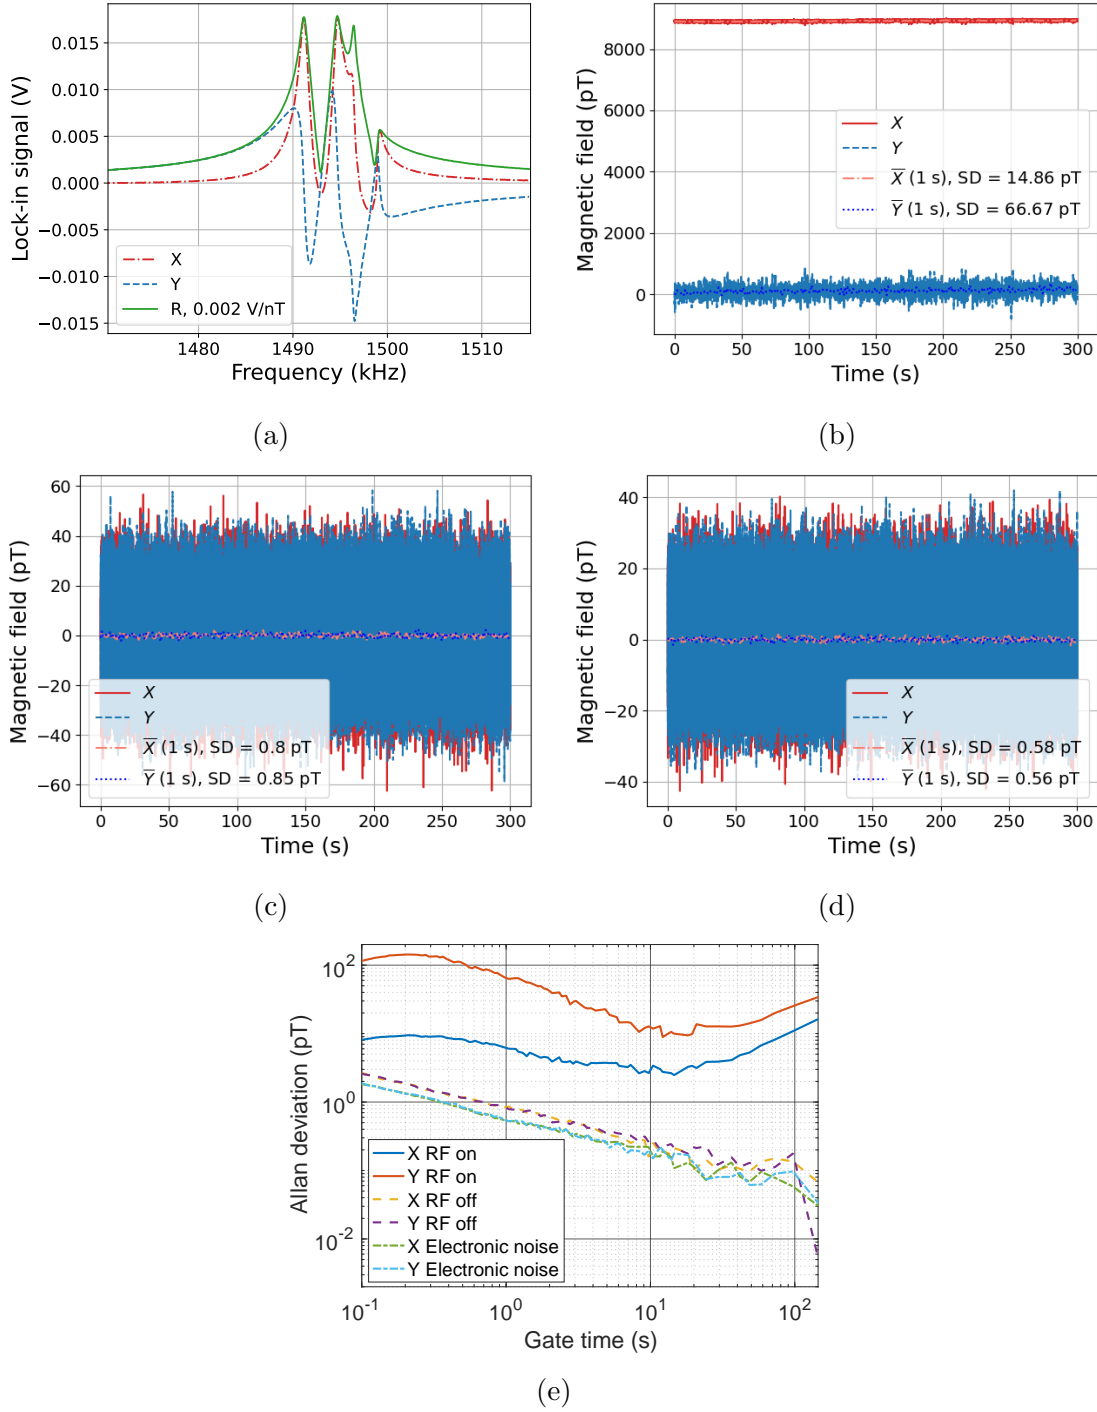 0.015
0.010
0.005
0.000
−0.005
−0.010
−0.015
Lock-in signal (V)
X
Y
R, 0.002 V/nT
1480
1490
1500
1510
Frequency (kHz)
(a)
8000
6000
4000
2000
0
Magnetic field (pT)
X
Y
X̅ (1 s), SD = 14.86 pT
Y̅ (1 s), SD = 66.67 pT
0
50
100
150
200
250
300
Time (s)
(b)
60
40
20
0
−20
−40
−60
Magnetic field (pT)
X
Y
X̅ (1 s), SD = 0.8 pT
Y̅ (1 s), SD = 0.85 pT
0
50
100
150
200
250
300
Time (s)
(c)
40
20
0
−20
−40
Magnetic field (pT)
X
Y
X̅ (1 s), SD = 0.58 pT
Y̅ (1 s), SD = 0.56 pT
0
50
100
150
200
250
300
Time (s)
(d)
10²
10⁰
10⁻²
Allan deviation (pT)
X RF on
Y RF on
X RF off
Y RF off
X Electronic noise
Y Electronic noise
10⁻¹
10⁰
10¹
10²
Gate time (s)
(e)